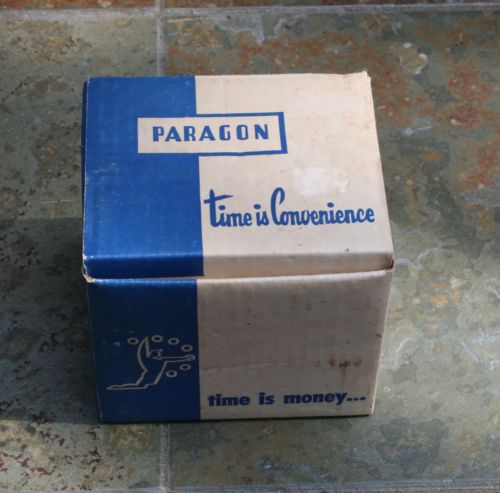 PARAGON
time is Convenience
time is money...